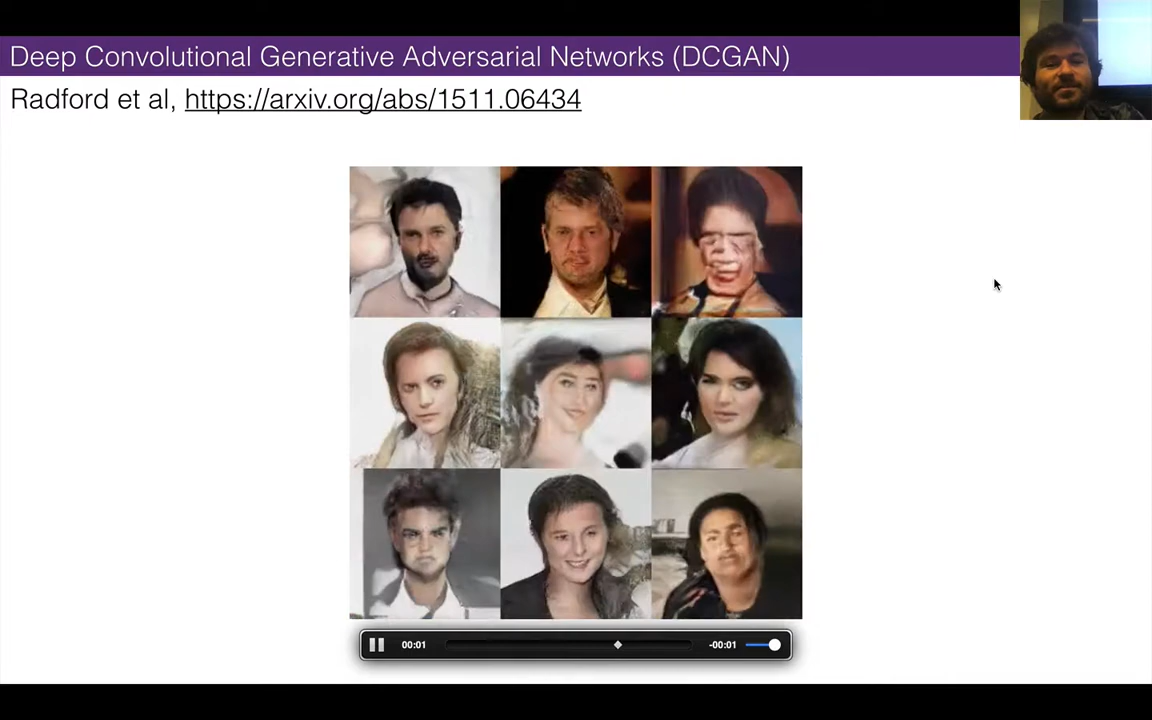 Deep Convolutional Generative Adversarial Networks (DCGAN)
Radford et al, https://arxiv.org/abs/1511.06434
00:01 -00:01